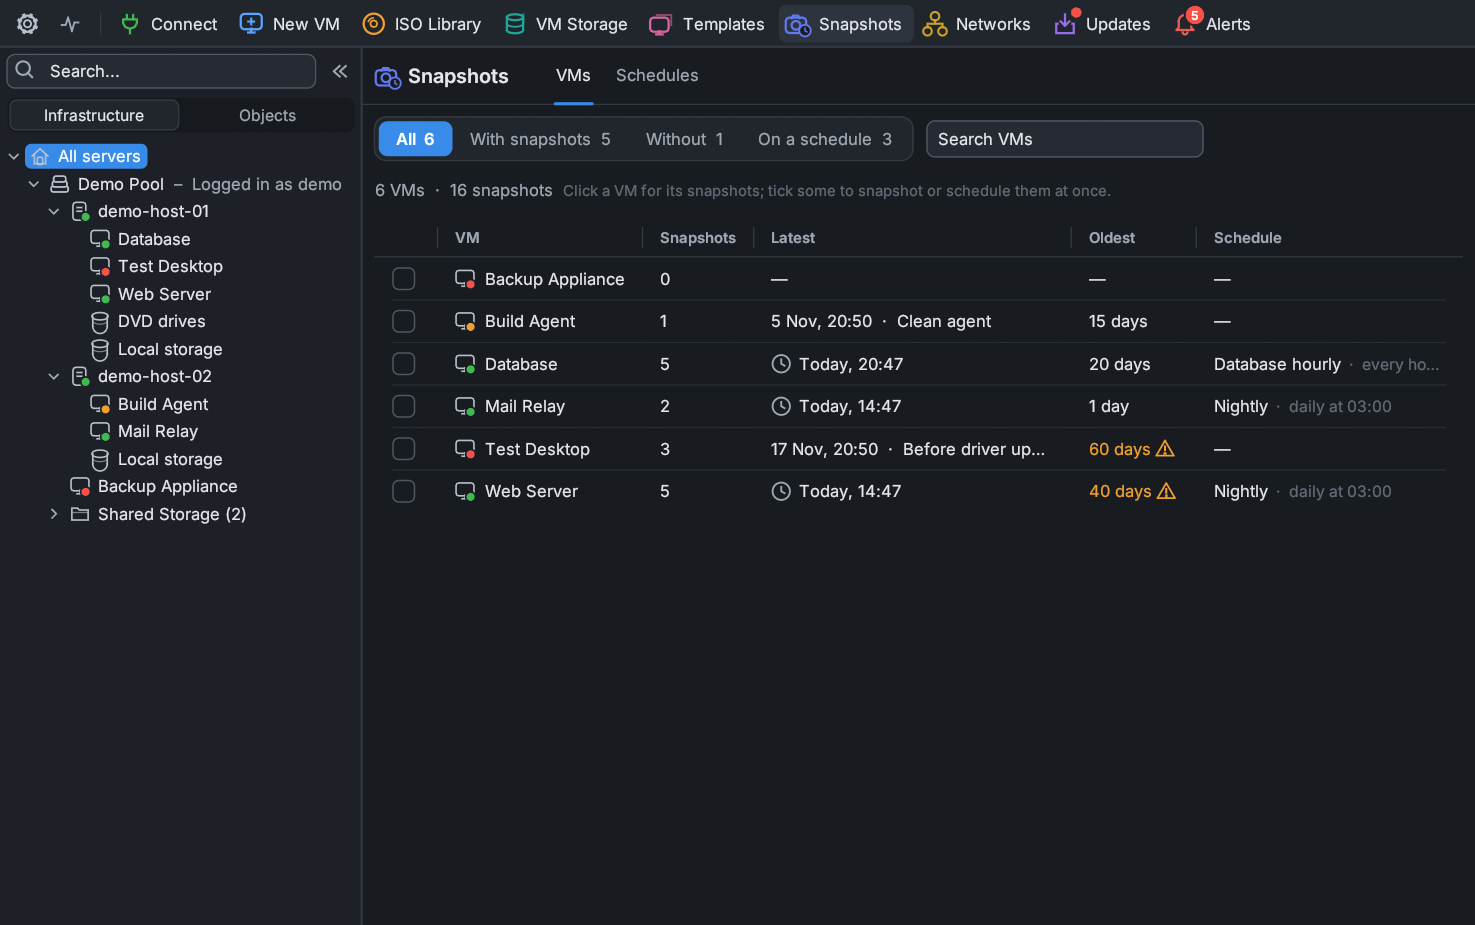 Connect New VM ISO Library VM Storage Templates Snapshots Networks Updates 5 Alerts
Search...
Infrastructure Objects
All servers
Demo Pool – Logged in as demo
demo-host-01
Database
Test Desktop
Web Server
DVD drives
Local storage
demo-host-02
Build Agent
Mail Relay
Local storage
Backup Appliance
Shared Storage (2)
Snapshots VMs Schedules
All 6 With snapshots 5 Without 1 On a schedule 3 Search VMs
6 VMs · 16 snapshots Click a VM for its snapshots; tick some to snapshot or schedule them at once.
VM Snapshots Latest Oldest Schedule
Backup Appliance 0 — — —
Build Agent 1 5 Nov, 20:50 · Clean agent 15 days —
Database 5 Today, 20:47 20 days Database hourly · every ho...
Mail Relay 2 Today, 14:47 1 day Nightly · daily at 03:00
Test Desktop 3 17 Nov, 20:50 · Before driver up... 60 days —
Web Server 5 Today, 14:47 40 days Nightly · daily at 03:00